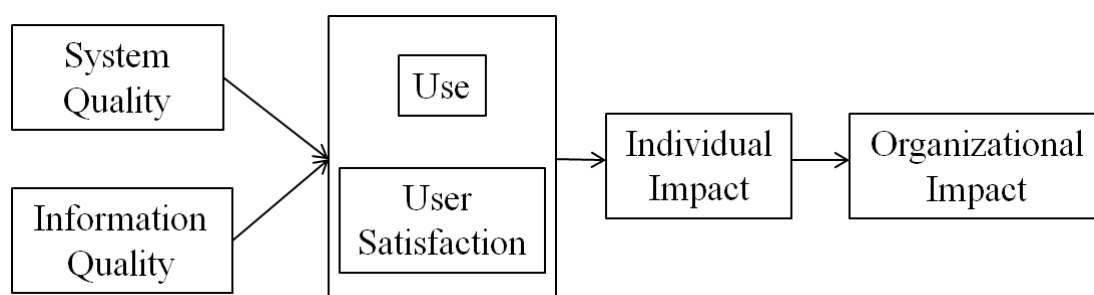 System
Quality
Information
Quality
Use
User
Satisfaction
Individual
Impact
Organizational
Impact